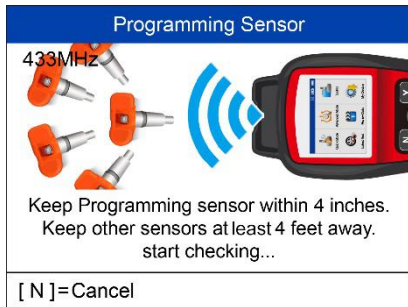 Programming Sensor
433MHz
Keep Programming sensor within 4 inches.
Keep other sensors at least 4 feet away.
start checking...
[ N ]=Cancel
Y
N